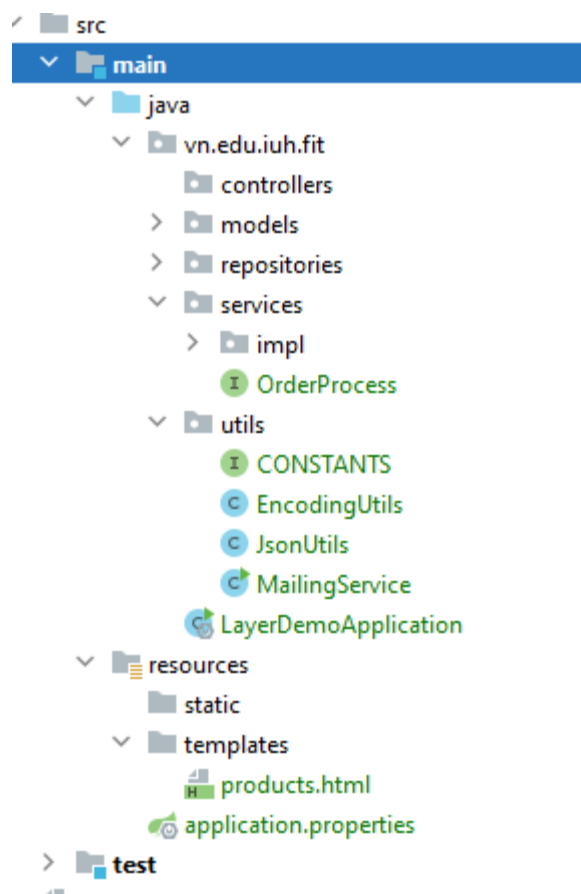 src
main
java
vn.edu.iuh.fit
controllers
models
repositories
services
impl
I OrderProcess
utils
I CONSTANTS
C EncodingUtils
C JsonUtils
C MailingService
C LayerDemoApplication
resources
static
templates
H products.html
application.properties
test